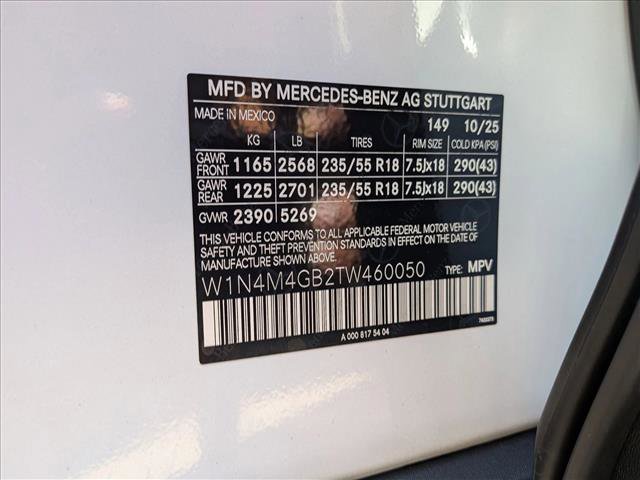 MFD BY MERCEDES-BENZ AG STUTTGART
MADE IN MEXICO 149 10/25
KG LB TIRES RIM SIZE COLD KPA(PSI)
GAWR FRONT 1165 2568 235/55 R18 7.5Jx18 290(43)
GAWR REAR 1225 2701 235/55 R18 7.5Jx18 290(43)
GVWR 2390 5269
THIS VEHICLE CONFORMS TO ALL APPLICABLE FEDERAL MOTOR VEHICLE
SAFETY AND THEFT PREVENTION STANDARDS IN EFFECT ON THE DATE OF
MANUFACTURE SHOWN ABOVE.
W1N4M4GB2TW460050 TYPE: MPV
A 000 817 54 04